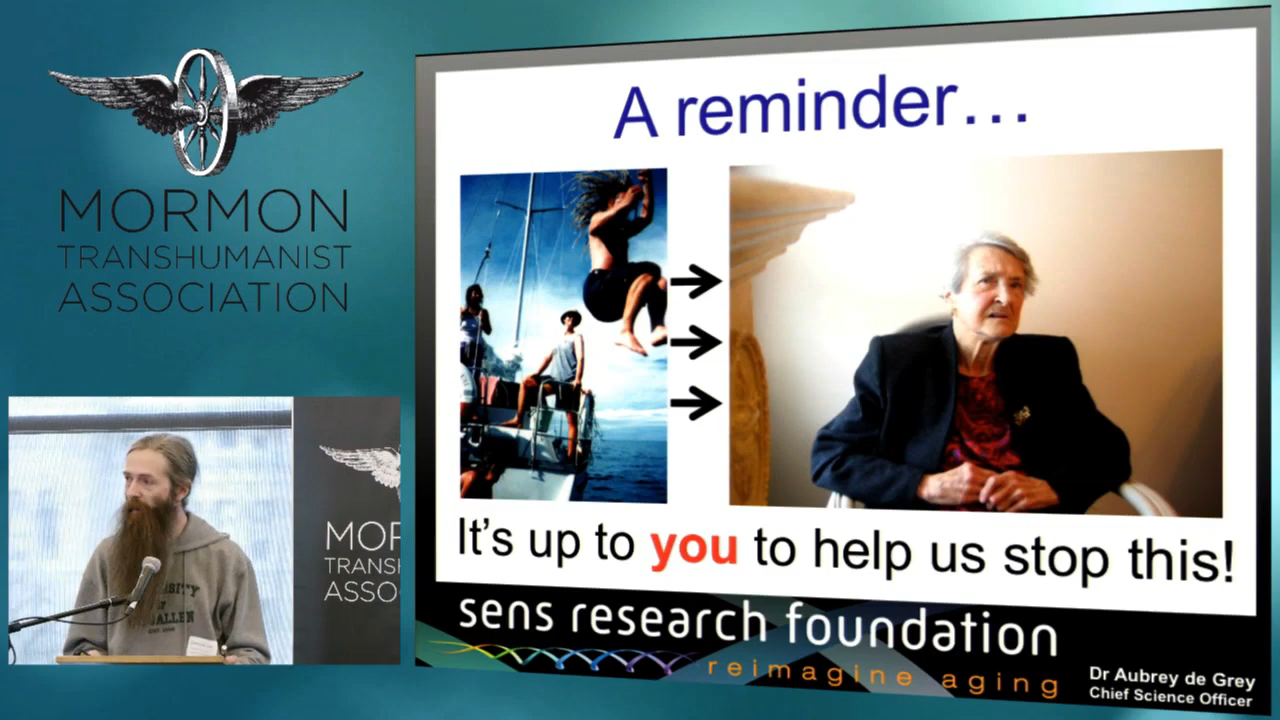 MORMON
TRANSHUMANIST
ASSOCIATION
A reminder...
It's up to you to help us stop this!
sens research foundation
reimagine aging
Dr Aubrey de Grey
Chief Science Officer
MOR
TRANSH
ASSO